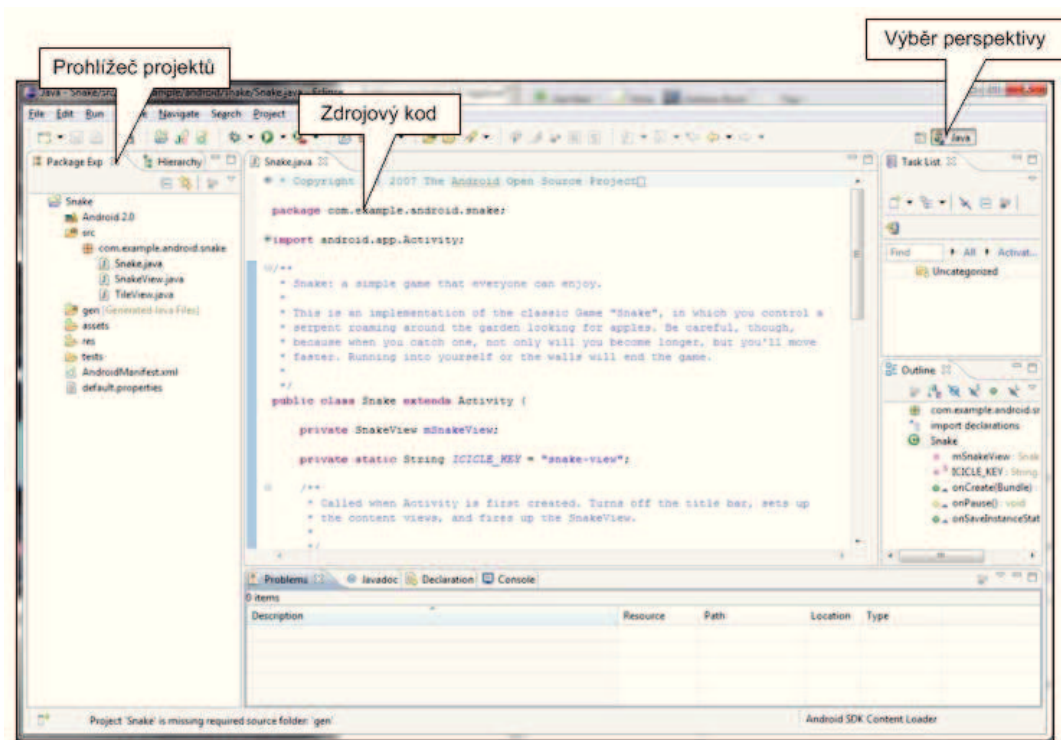 Výběr perspektivy
Prohlížeč projektů
Zdrojový kod
Java - Snake/src/ example/android/snake/Snake.java - Eclipse
File Edit Run Navigate Search Project
Java
Package Exp Hierarchy
Snake.java
Task List
* Copyright 2007 The Android Open Source Project
package com.example.android.snake;
import android.app.Activity;
/**
* Snake: a simple game that everyone can enjoy.
*
* This is an implementation of the classic Game "Snake", in which you control a
* serpent roaming around the garden looking for apples. Be careful, though,
* because when you catch one, not only will you become longer, but you'll move
* faster. Running into yourself or the walls will end the game.
*
*/
public class Snake extends Activity {
private SnakeView mSnakeView;
private static String ICICLE_KEY = "snake-view";
/**
* Called when Activity is first created. Turns off the title bar, sets up
* the content views, and fires up the SnakeView.
*
*/
Snake
Android 2.0
src
com.example.android.snake
Snake.java
SnakeView.java
TileView.java
gen [Generated Java Files]
assets
res
tests
AndroidManifest.xml
default.properties
Find All Activat...
Uncategorized
Outline
com.example.android.sr
import declarations
Snake
mSnakeView : Snak
ICICLE_KEY : String
onCreate(Bundle)
onPause() : void
onSaveInstanceStat
Problems Javadoc Declaration Console
0 items
Description Resource Path Location Type
Project 'Snake' is missing required source folder: 'gen'
Android SDK Content Loader